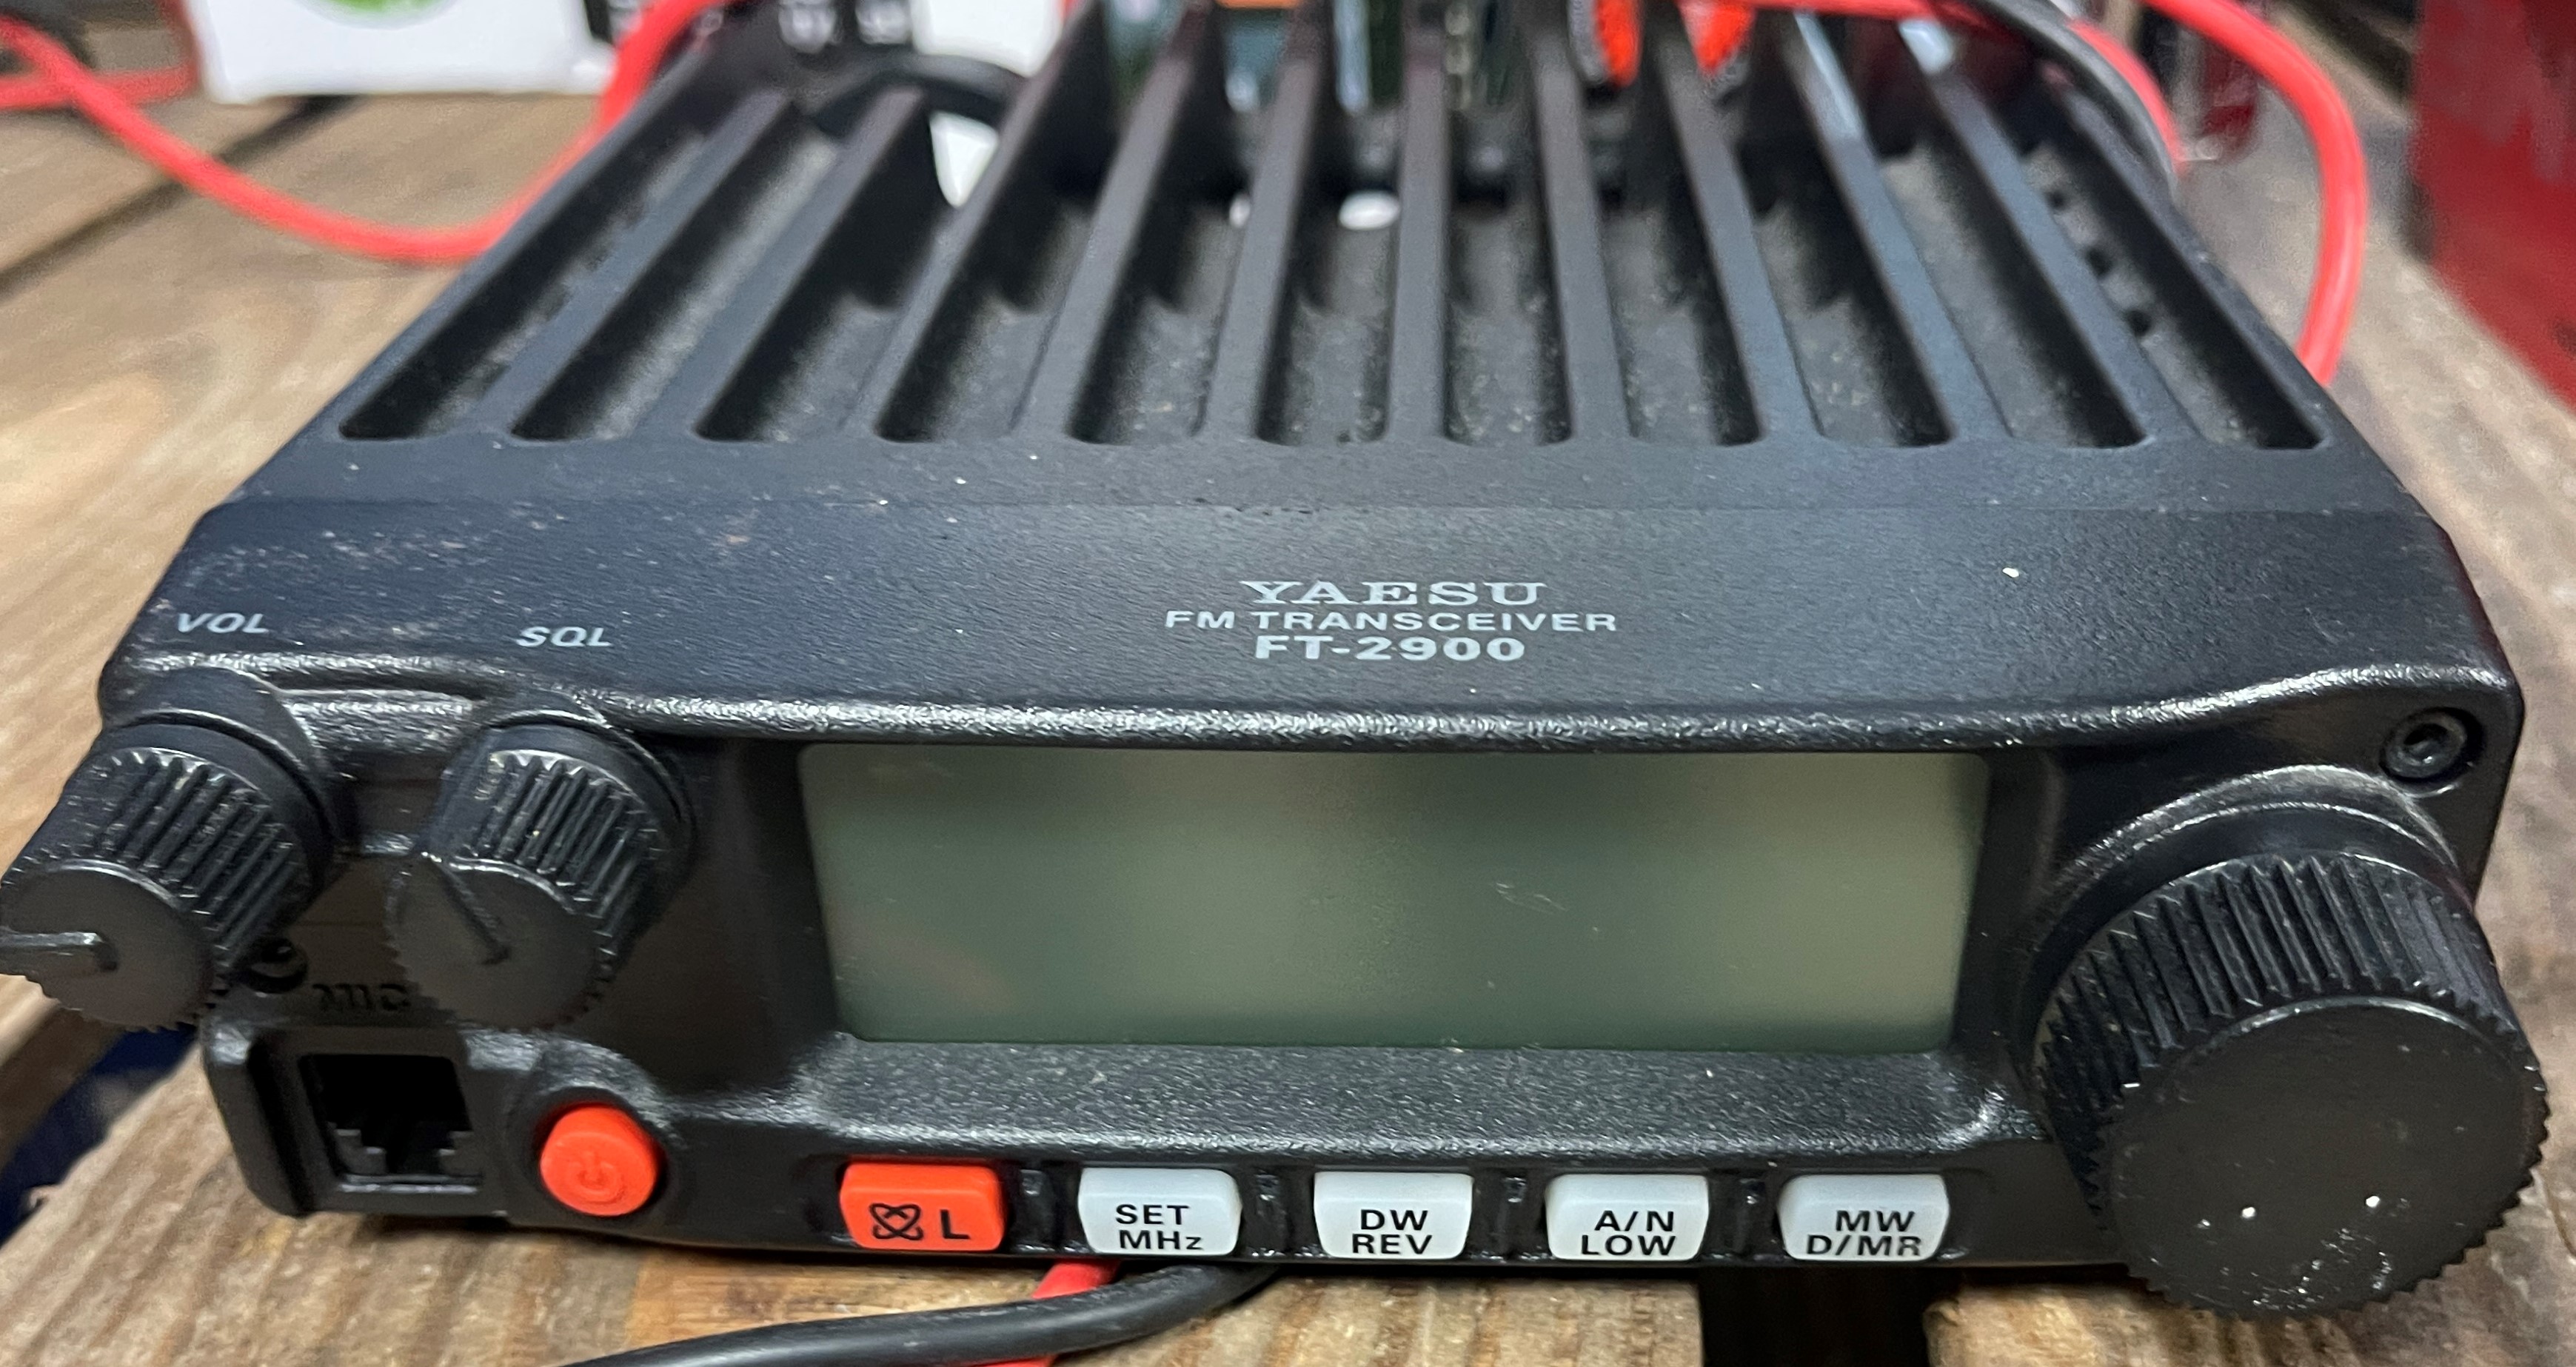 YAESU
FM TRANSCEIVER
FT-2900
VOL
SQL
MIC
L
SET
MHz
DW
REV
A/N
LOW
MW
D/MR